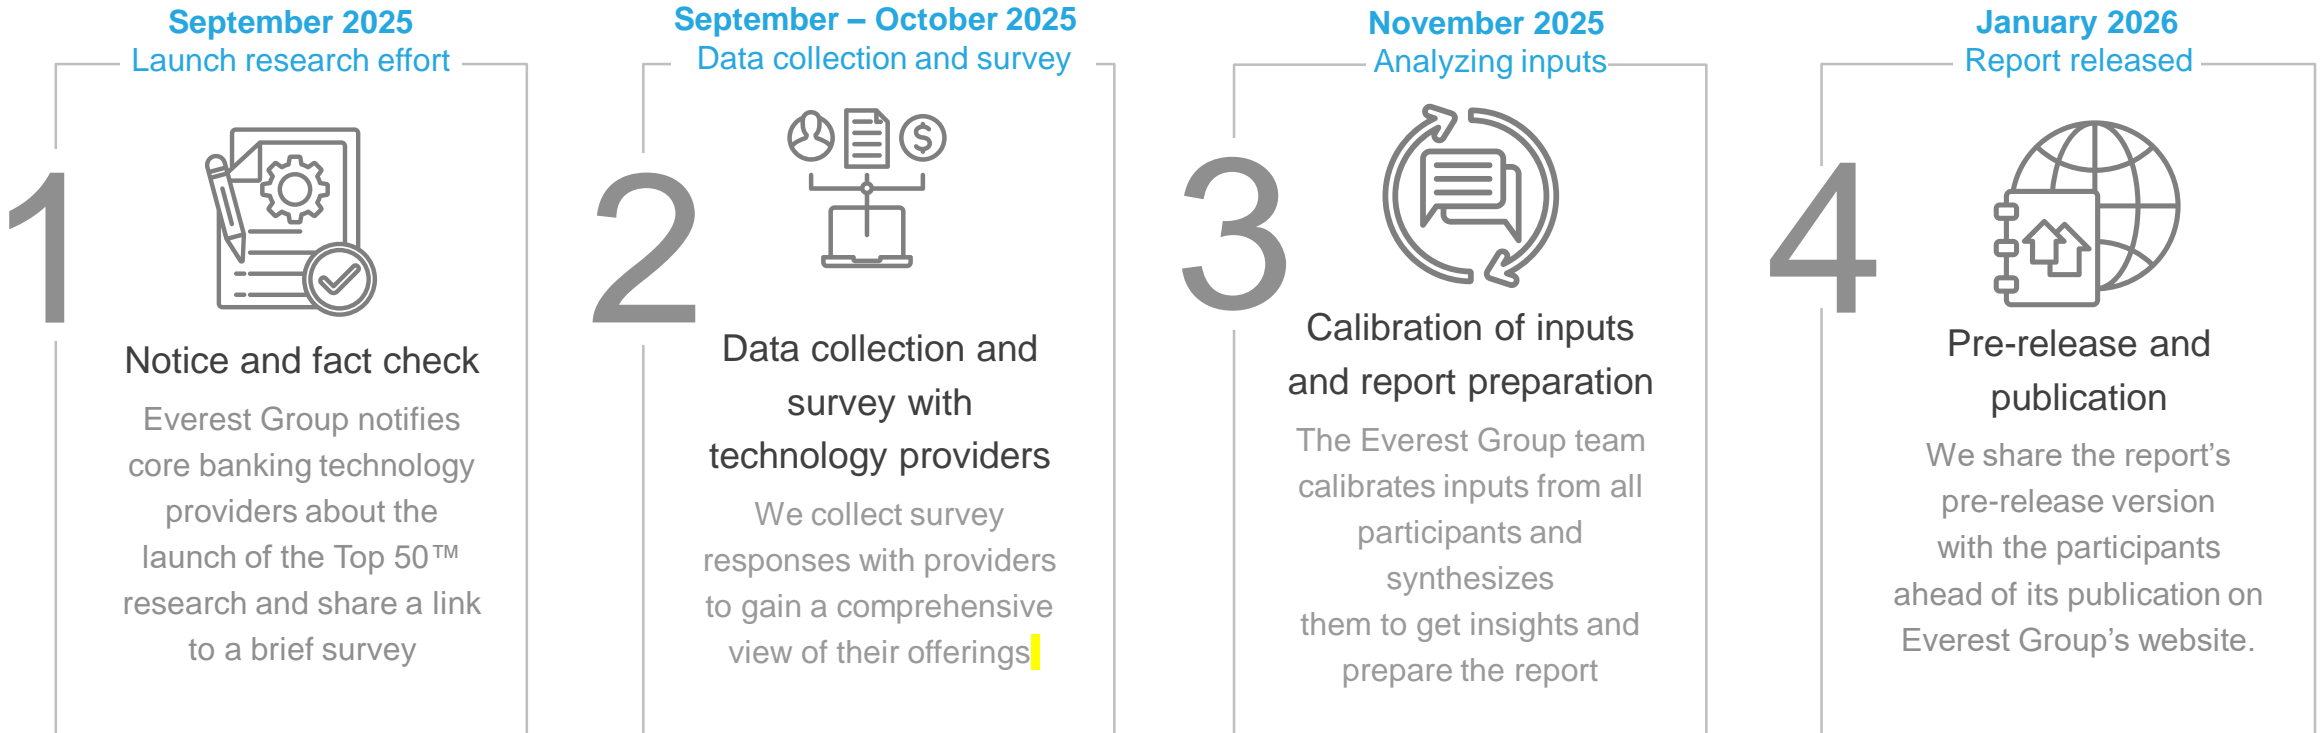 September 2025
Launch research effort
1
Notice and fact check
Everest Group notifies
core banking technology
providers about the
launch of the Top 50™
research and share a link
to a brief survey
September – October 2025
Data collection and survey
$
2
Data collection and
survey with
technology providers
We collect survey
responses with providers
to gain a comprehensive
view of their offerings
November 2025
Analyzing inputs
3
Calibration of inputs
and report preparation
The Everest Group team
calibrates inputs from all
participants and
synthesizes
them to get insights and
prepare the report
January 2026
Report released
4
Pre-release and
publication
We share the report’s
pre-release version
with the participants
ahead of its publication on
Everest Group’s website.